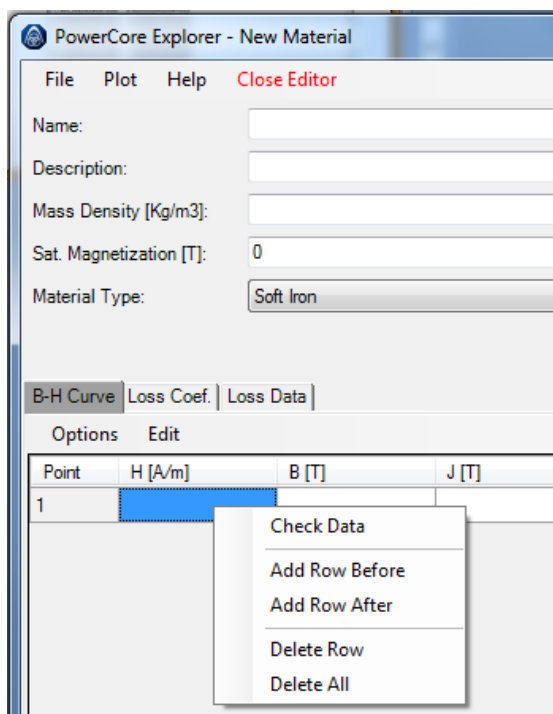 PowerCore Explorer - New Material
File Plot Help Close Editor
Name:
Description:
Mass Density [Kg/m3]:
Sat. Magnetization [T]: 0
Material Type: Soft Iron
B-H Curve Loss Coef. Loss Data
Options Edit
Point H [A/m] B [T] J [T]
1
Check Data
Add Row Before
Add Row After
Delete Row
Delete All